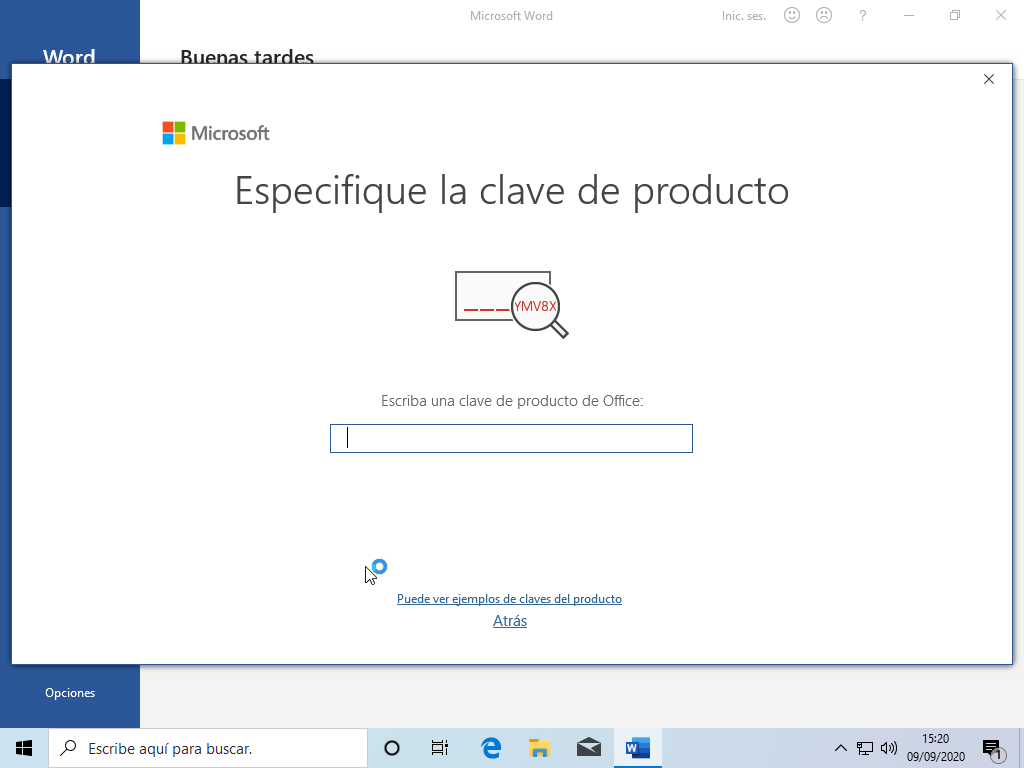 Microsoft Word
Inic. ses.
?
Word
Buenas tardes
Microsoft
Especifique la clave de producto
YMV8X
Escriba una clave de producto de Office:
Puede ver ejemplos de claves del producto
Atrás
Opciones
Escribe aquí para buscar.
W
15:20
09/09/2020
1